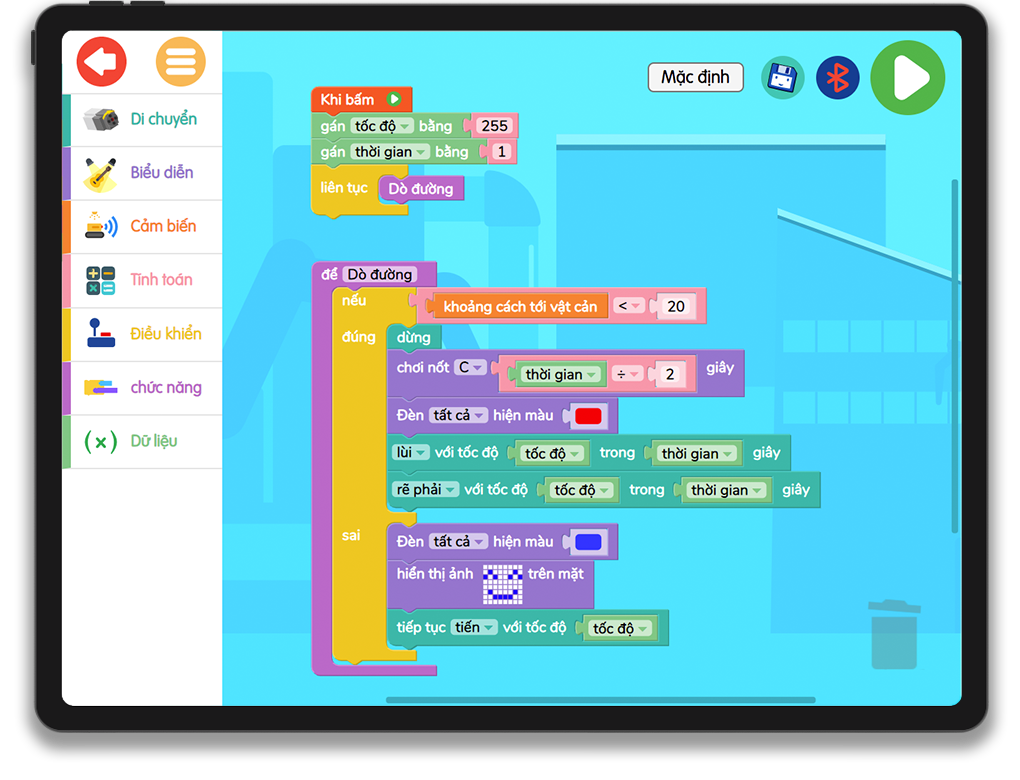 Mặc định
Di chuyển
Biểu diễn
Cảm biến
Tính toán
Điều khiển
chức năng
(x) Dữ liệu
Khi bấm
gán tốc độ bằng 255
gán thời gian bằng 1
liên tục Dò đường
để Dò đường
nếu khoảng cách tới vật cản < 20
đúng dừng
chơi nốt C thời gian ÷ 2 giây
Đèn tất cả hiện màu
lùi với tốc độ tốc độ trong thời gian giây
rẽ phải với tốc độ tốc độ trong thời gian giây
sai Đèn tất cả hiện màu
hiển thị ảnh trên mặt
tiếp tục tiến với tốc độ tốc độ